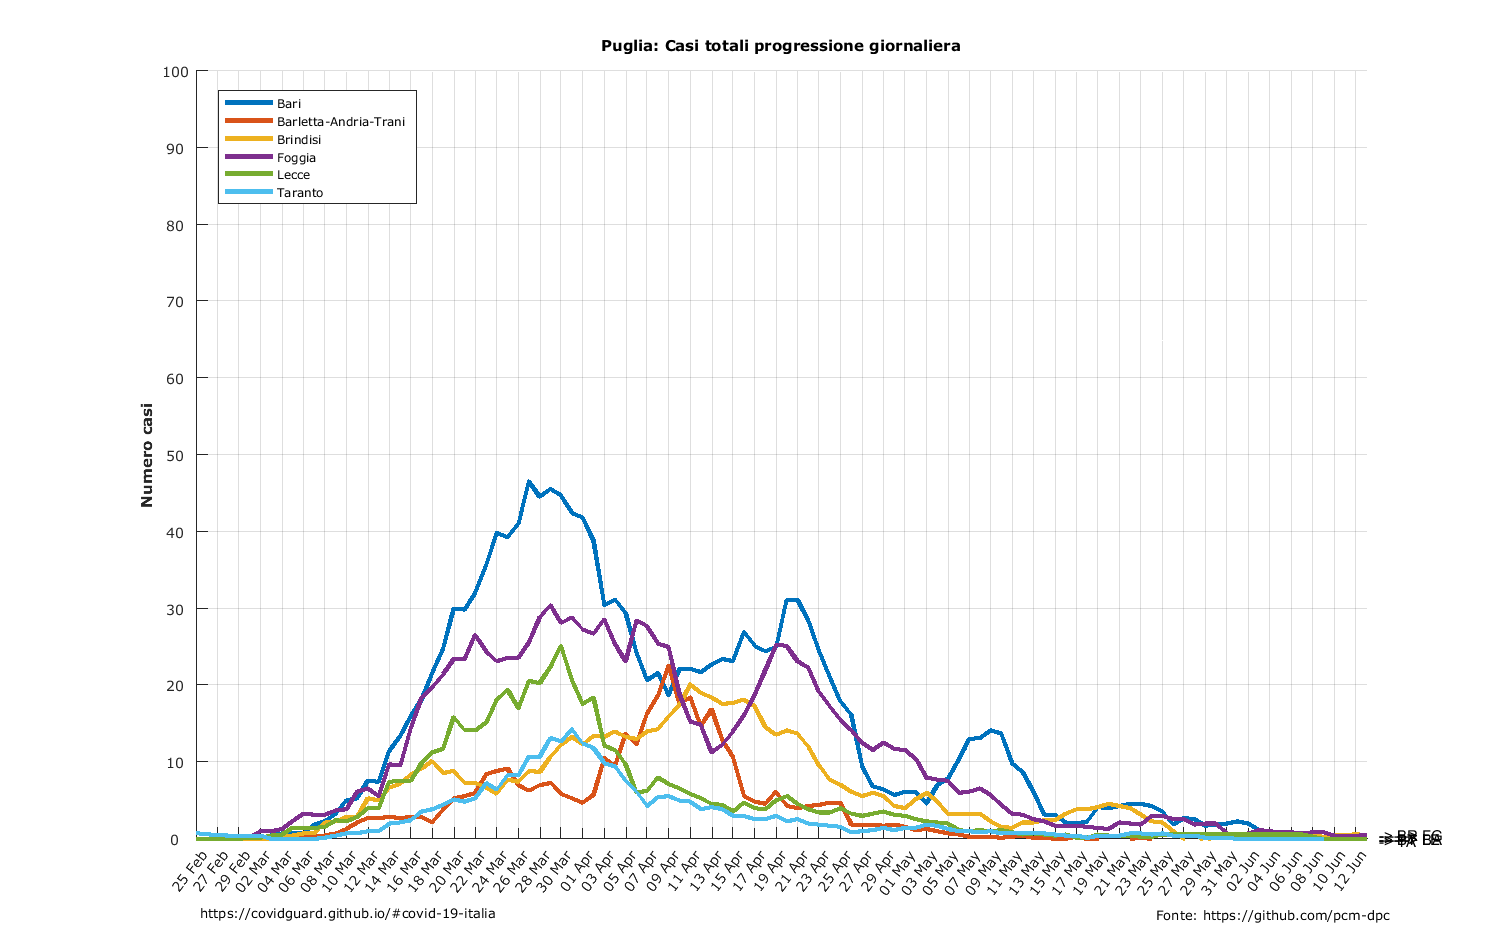 Puglia: Casi totali progressione giornaliera
100
90
80
70
60
50
40
30
20
10
0
Numero casi
Bari
Barletta-Andria-Trani
Brindisi
Foggia
Lecce
Taranto
25 Feb
27 Feb
29 Feb
02 Mar
04 Mar
06 Mar
08 Mar
10 Mar
12 Mar
14 Mar
16 Mar
18 Mar
20 Mar
22 Mar
24 Mar
26 Mar
28 Mar
30 Mar
01 Apr
03 Apr
05 Apr
07 Apr
09 Apr
11 Apr
13 Apr
15 Apr
17 Apr
19 Apr
21 Apr
23 Apr
25 Apr
27 Apr
29 Apr
01 May
03 May
05 May
07 May
09 May
11 May
13 May
15 May
17 May
19 May
21 May
23 May
25 May
27 May
29 May
31 May
02 Jun
04 Jun
06 Jun
08 Jun
10 Jun
12 Jun
https://covidguard.github.io/#covid-19-italia
Fonte: https://github.com/pcm-dpc